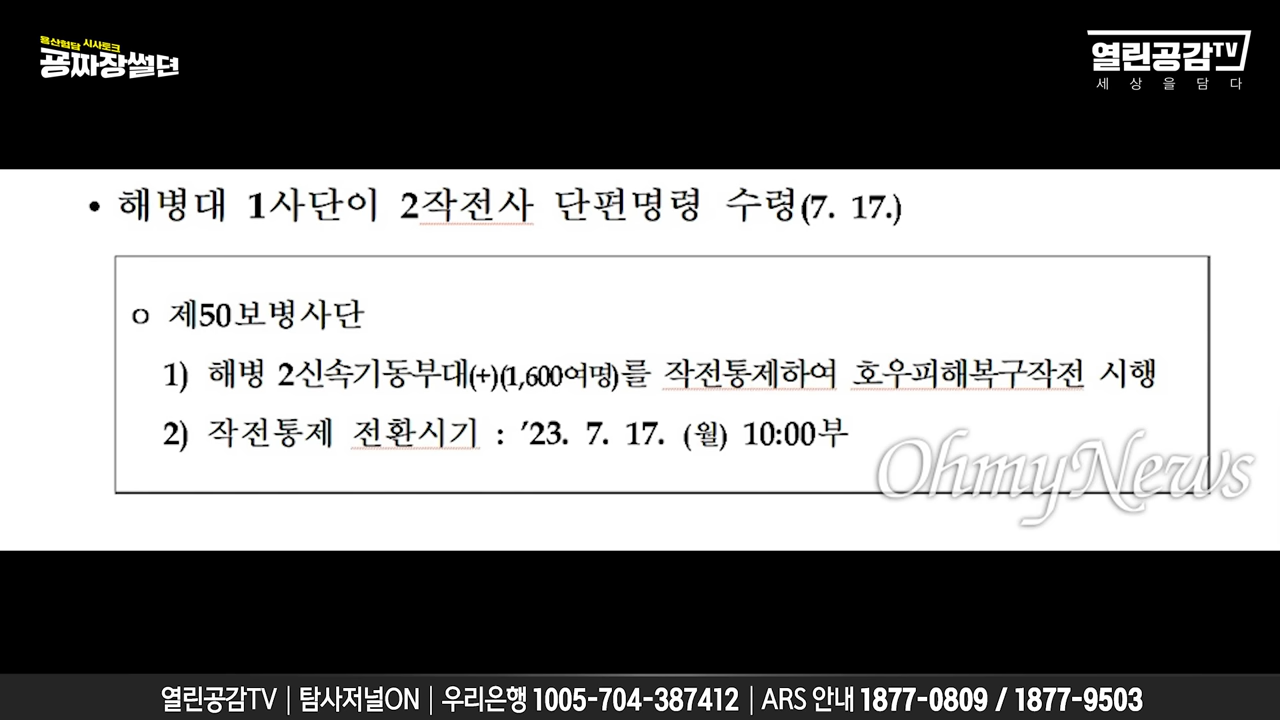 용산험담 시사토크
용짜장썰뎐
열린공감TV
세상을담다
• 해병대 1사단이 2작전사 단편명령 수령(7. 17.)
ㅇ 제50보병사단
1) 해병 2신속기동부대(+)(1,600여명)를 작전통제하여 호우피해복구작전 시행
2) 작전통제 전환시기 : ’23. 7. 17. (월) 10:00부
OhmyNews
열린공감TV | 탐사저널ON | 우리은행 1005-704-387412 | ARS 안내 1877-0809 / 1877-9503